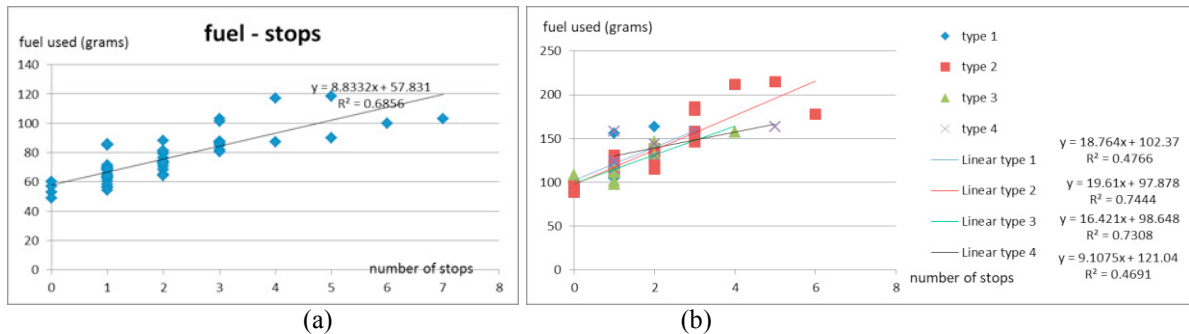 fuel used (grams)
fuel - stops
140
120
100
80
60
40
20
0
y = 8.8332x + 57.831
R² = 0.6856
number of stops
0 1 2 3 4 5 6 7 8
(a)
fuel used (grams)
250
200
150
100
50
0
number of stops
0 2 4 6 8
type 1
type 2
type 3
type 4
Linear type 1
Linear type 2
Linear type 3
Linear type 4
y = 18.764x + 102.37
R² = 0.4766
y = 19.61x + 97.878
R² = 0.7444
y = 16.421x + 98.648
R² = 0.7308
y = 9.1075x + 121.04
R² = 0.4691
(b)